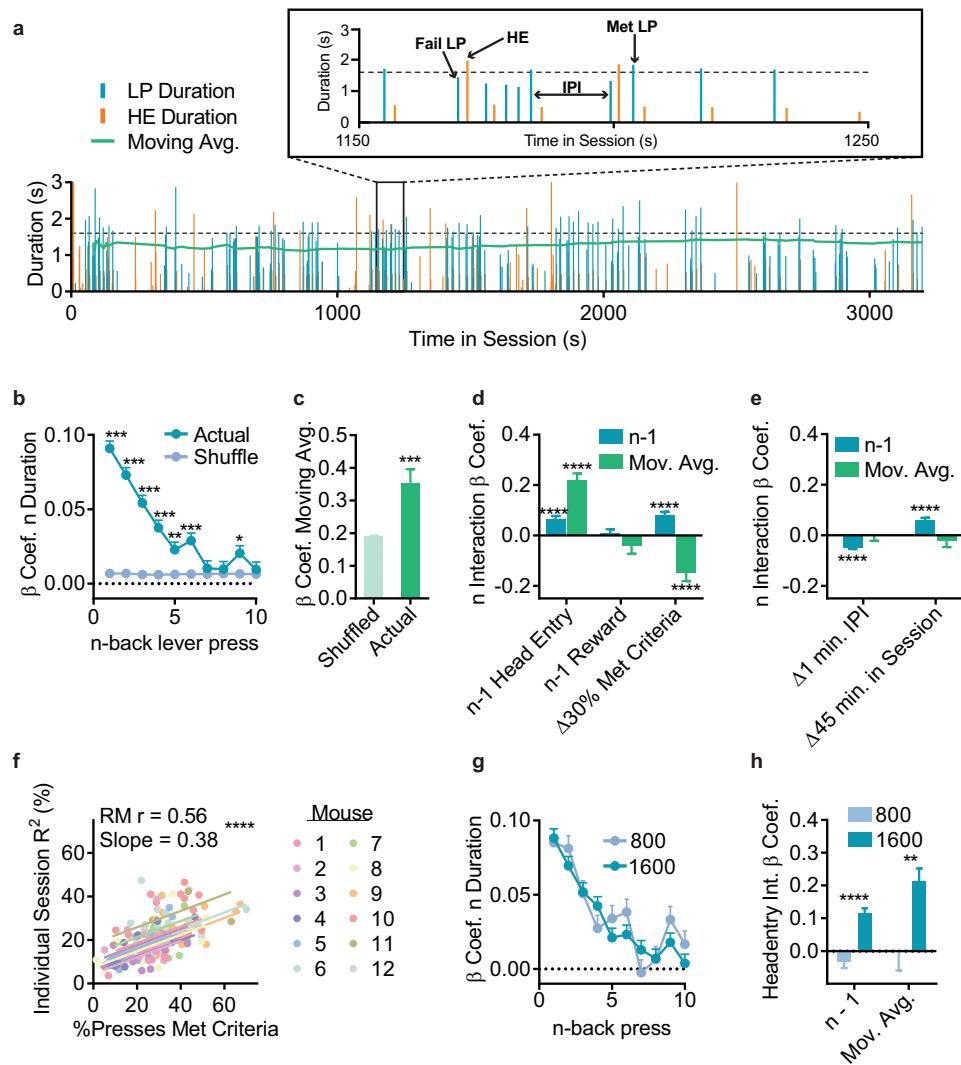 a
LP Duration
HE Duration
Moving Avg.
Duration (s)
3
2
1
0
Fail LP
HE
Met LP
IPI
1150
Time in Session (s)
1250
Duration (s)
3
2
1
0
0
1000
2000
3000
Time in Session (s)
b
β Coef. n Duration
0.10
0.05
0.00
***
***
***
***
**
***
*
Actual
Shuffle
0
5
10
n-back lever press
c
β Coef. Moving Avg.
0.5
0.4
0.3
0.2
0.1
0.0
***
Shuffled
Actual
d
n Interaction β Coef.
0.4
0.2
0.0
-0.2
n-1
Mov. Avg.
****
****
****
****
n-1 Head Entry
n-1 Reward
Δ30% Met Criteria
e
n Interaction β Coef.
0.4
0.2
0.0
-0.2
n-1
Mov. Avg.
****
****
Δ1 min. IPI
Δ45 min. in Session
f
Individual Session R² (%)
RM r = 0.56
Slope = 0.38
****
60
40
20
0
0
20
40
60
%Presses Met Criteria
Mouse
1
2
3
4
5
6
7
8
9
10
11
12
g
β Coef. n Duration
0.10
0.05
0.00
800
1600
0
5
10
n-back press
h
Headentry Int. β Coef.
0.4
0.3
0.2
0.1
0.0
800
1600
****
**
n - 1
Mov. Avg.